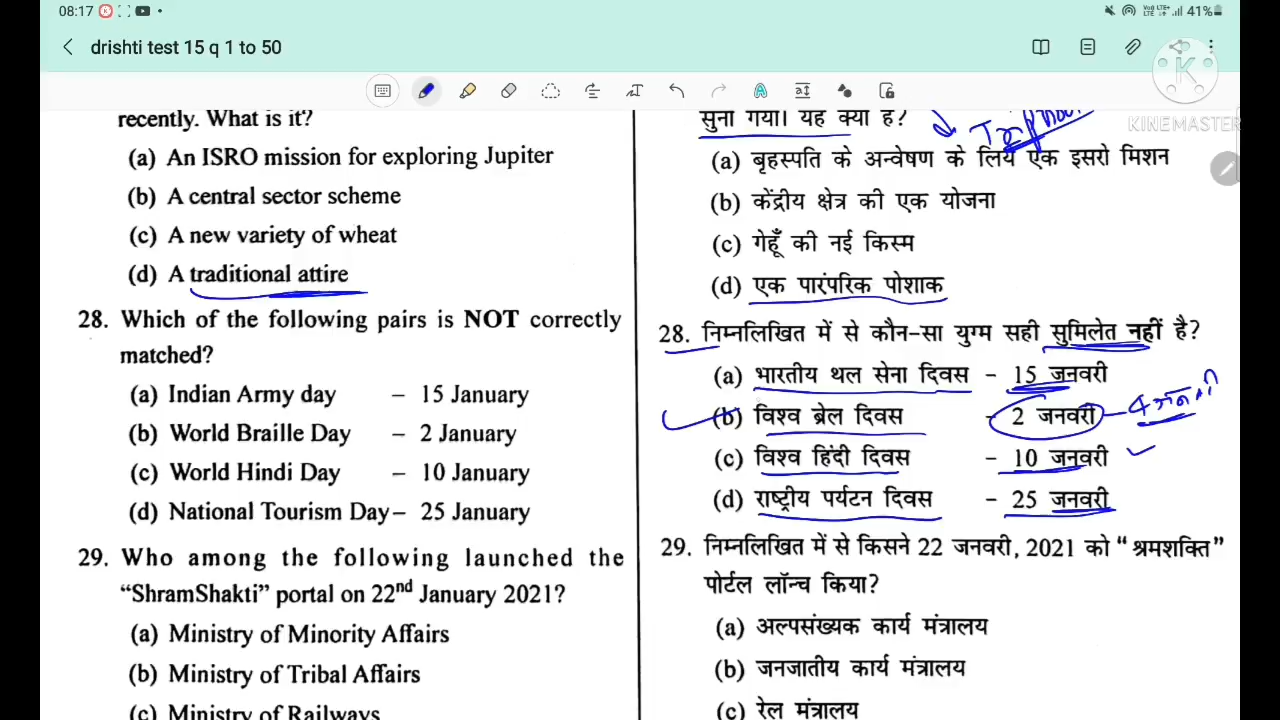 08:17
Vo) LTE+ LTE 41%
drishti test 15 q 1 to 50
KINEMASTER
recently. What is it?
(a) An ISRO mission for exploring Jupiter
(b) A central sector scheme
(c) A new variety of wheat
(d) A traditional attire
28. Which of the following pairs is NOT correctly
matched?
(a) Indian Army day – 15 January
(b) World Braille Day – 2 January
(c) World Hindi Day – 10 January
(d) National Tourism Day– 25 January
29. Who among the following launched the
“ShramShakti” portal on 22nd January 2021?
(a) Ministry of Minority Affairs
(b) Ministry of Tribal Affairs
(c) Ministry of Railways
सुना गया। यह क्या है?
(a) बृहस्पति के अन्वेषण के लिये एक इसरो मिशन
(b) केंद्रीय क्षेत्र की एक योजना
(c) गेहूँ की नई किस्म
(d) एक पारंपरिक पोशाक
28. निम्नलिखित में से कौन-सा युग्म सही सुमिलेत नहीं है?
(a) भारतीय थल सेना दिवस – 15 जनवरी
(b) विश्व ब्रेल दिवस – 2 जनवरी – 4 जनवरी
(c) विश्व हिंदी दिवस – 10 जनवरी
(d) राष्ट्रीय पर्यटन दिवस – 25 जनवरी
29. निम्नलिखित में से किसने 22 जनवरी, 2021 को “श्रमशक्ति”
पोर्टल लॉन्च किया?
(a) अल्पसंख्यक कार्य मंत्रालय
(b) जनजातीय कार्य मंत्रालय
(c) रेल मंत्रालय